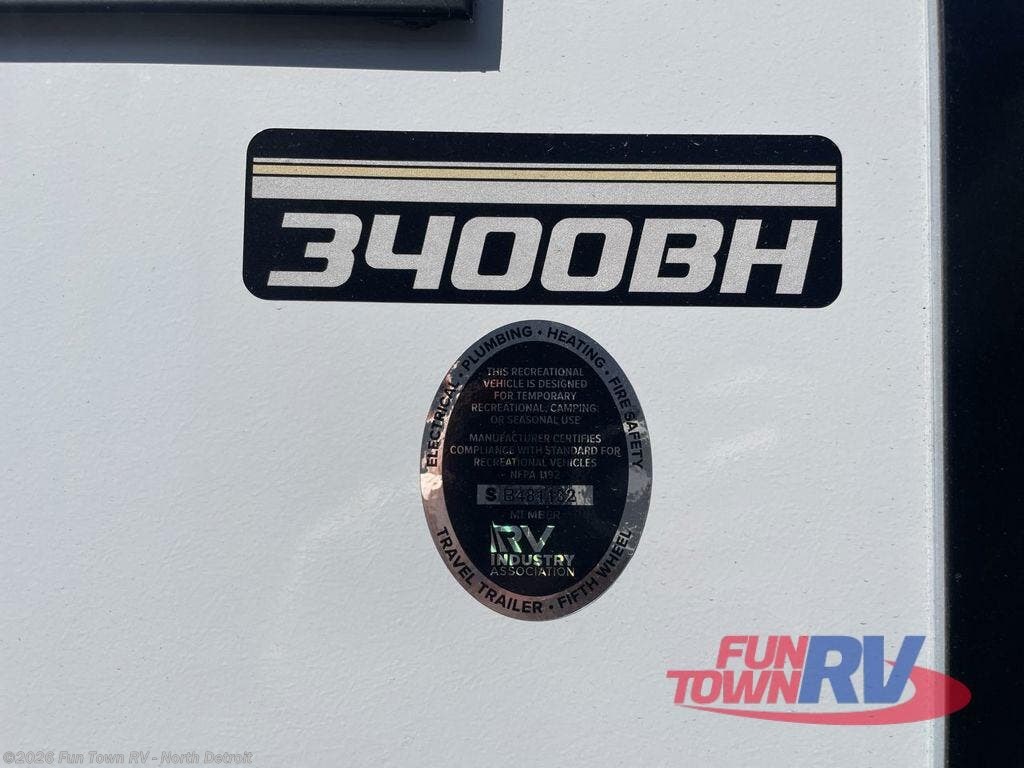 3400BH
ELECTRICAL • PLUMBING • HEATING • FIRE SAFETY
THIS RECREATIONAL
VEHICLE IS DESIGNED
FOR TEMPORARY
RECREATIONAL, CAMPING,
OR SEASONAL USE
MANUFACTURER CERTIFIES
COMPLIANCE WITH STANDARD FOR
RECREATIONAL VEHICLES
- NFPA 1192
S B481132
MEMBER
RV
INDUSTRY
ASSOCIATION
TRAVEL TRAILER • FIFTH WHEEL
FUN
TOWN RV
©2026 Fun Town RV - North Detroit